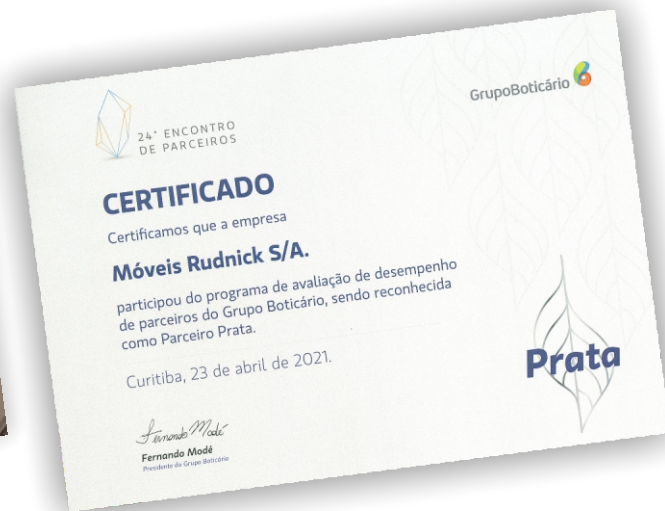 24° ENCONTRO
DE PARCEIROS
GrupoBoticário
CERTIFICADO
Certificamos que a empresa
Móveis Rudnick S/A.
participou do programa de avaliação de desempenho
de parceiros do Grupo Boticário, sendo reconhecida
como Parceiro Prata.
Curitiba, 23 de abril de 2021.
Prata
Fernando Modé
Fernando Modé
Presidente do Grupo Boticário